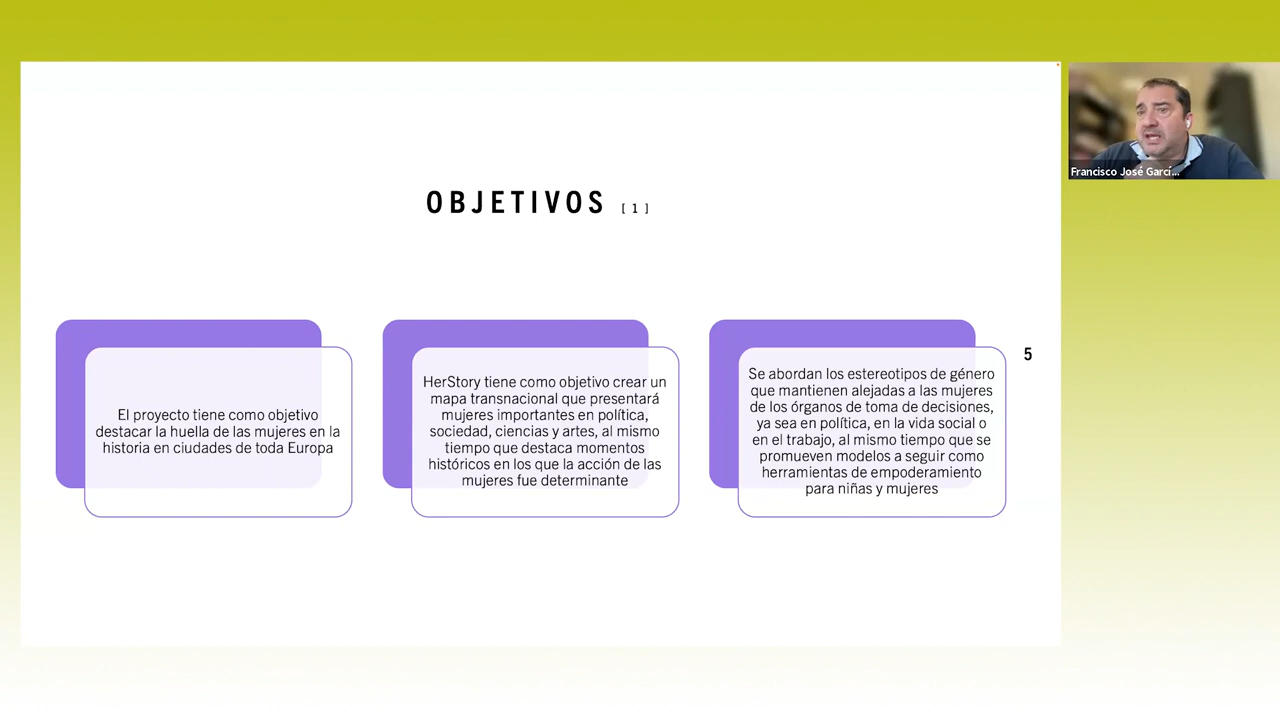 Francisco José Garcí...
OBJETIVOS [1]
5
El proyecto tiene como objetivo
destacar la huella de las mujeres en la
historia en ciudades de toda Europa
HerStory tiene como objetivo crear un
mapa transnacional que presentará
mujeres importantes en política,
sociedad, ciencias y artes, al mismo
tiempo que destaca momentos
históricos en los que la acción de las
mujeres fue determinante
Se abordan los estereotipos de género
que mantienen alejadas a las mujeres
de los órganos de toma de decisiones,
ya sea en política, en la vida social o
en el trabajo, al mismo tiempo que se
promueven modelos a seguir como
herramientas de empoderamiento
para niñas y mujeres